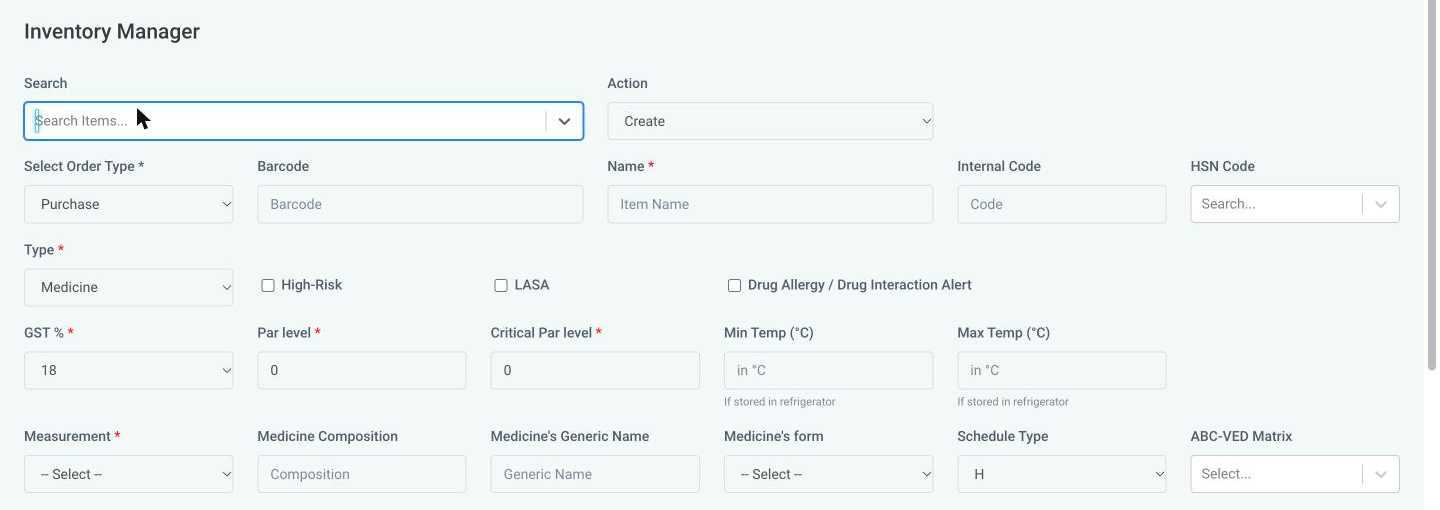 Inventory Manager
Search Action
Search Items... Create
Select Order Type * Barcode Name * Internal Code HSN Code
Purchase Barcode Item Name Code Search...
Type *
Medicine High-Risk LASA Drug Allergy / Drug Interaction Alert
GST % * Par level * Critical Par level * Min Temp (°C) Max Temp (°C)
18 0 0 in °C in °C
If stored in refrigerator If stored in refrigerator
Measurement * Medicine Composition Medicine's Generic Name Medicine's form Schedule Type ABC-VED Matrix
-- Select -- Composition Generic Name -- Select -- H Select...